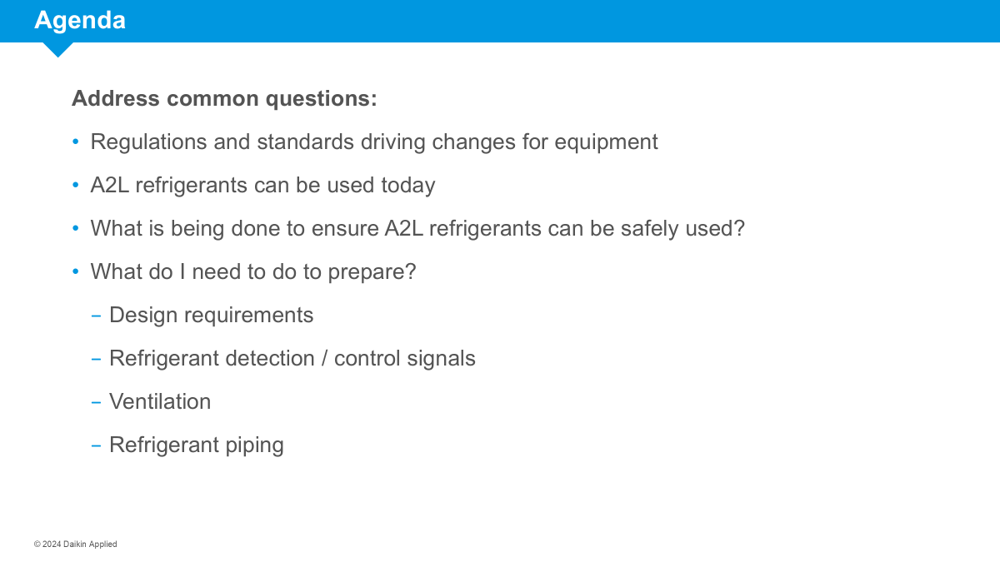 Agenda
Address common questions:
• Regulations and standards driving changes for equipment
• A2L refrigerants can be used today
• What is being done to ensure A2L refrigerants can be safely used?
• What do I need to do to prepare?
– Design requirements
– Refrigerant detection / control signals
– Ventilation
– Refrigerant piping
© 2024 Daikin Applied